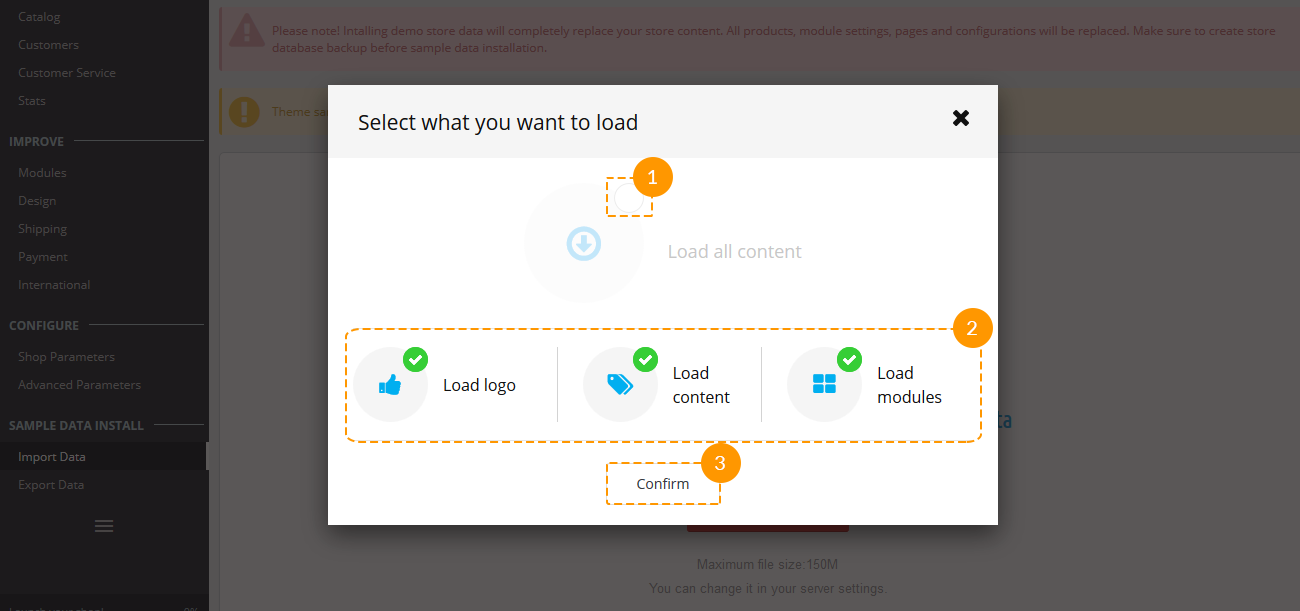 Catalog
Customers
Customer Service
Stats
IMPROVE
Modules
Design
Shipping
Payment
International
CONFIGURE
Shop Parameters
Advanced Parameters
SAMPLE DATA INSTALL
Import Data
Export Data
Please note! Intalling demo store data will completely replace your store content. All products, module settings, pages and configurations will be replaced. Make sure to create store
database backup before sample data installation.
Theme
Select what you want to load
1
Load all content
2
Load logo
Load
content
Load
modules
3
Confirm
Maximum file size:150M
You can change it in your server settings.